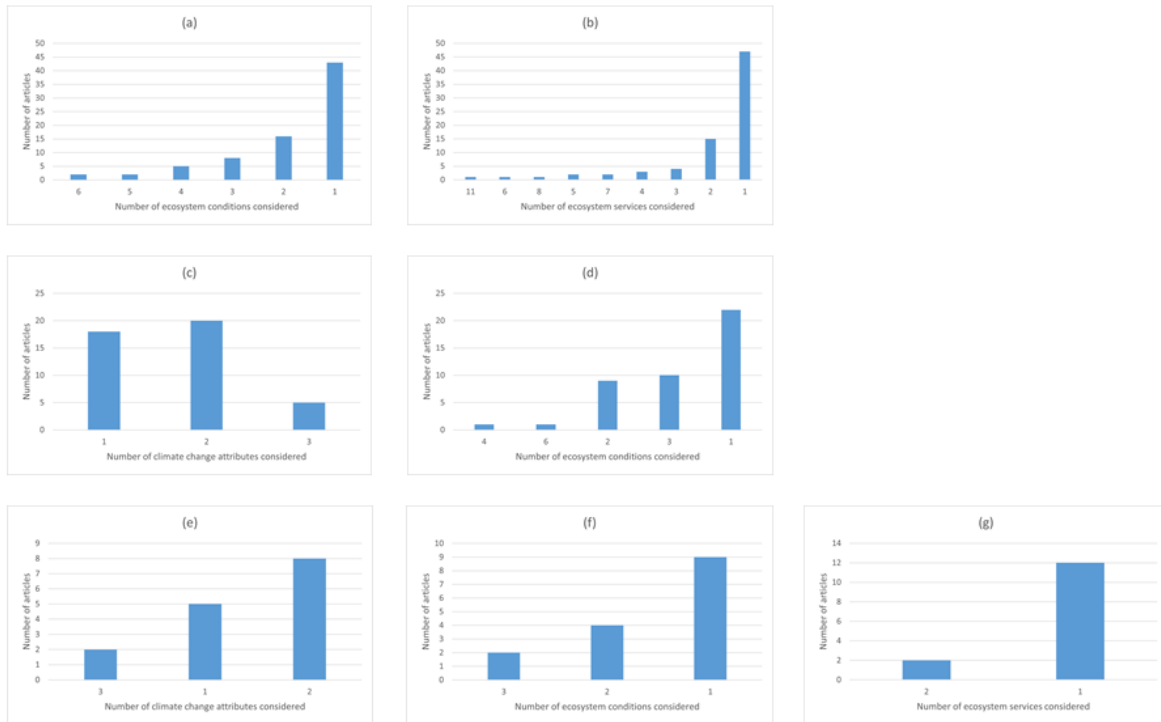 (a)
Number of articles
50
45
40
35
30
25
20
15
10
5
0
6 5 4 3 2 1
Number of ecosystem conditions considered
(b)
Number of articles
50
45
40
35
30
25
20
15
10
5
0
11 6 8 5 7 4 3 2 1
Number of ecosystem services considered
(c)
Number of articles
25
20
15
10
5
0
1 2 3
Number of climate change attributes considered
(d)
Number of articles
25
20
15
10
5
0
4 6 2 3 1
Number of ecosystem conditions considered
(e)
Number of articles
9
8
7
6
5
4
3
2
1
0
3 1 2
Number of climate change attributes considered
(f)
Number of articles
10
9
8
7
6
5
4
3
2
1
0
3 2 1
Number of ecosystem conditions considered
(g)
Number of articles
14
12
10
8
6
4
2
0
2 1
Number of ecosystem services considered